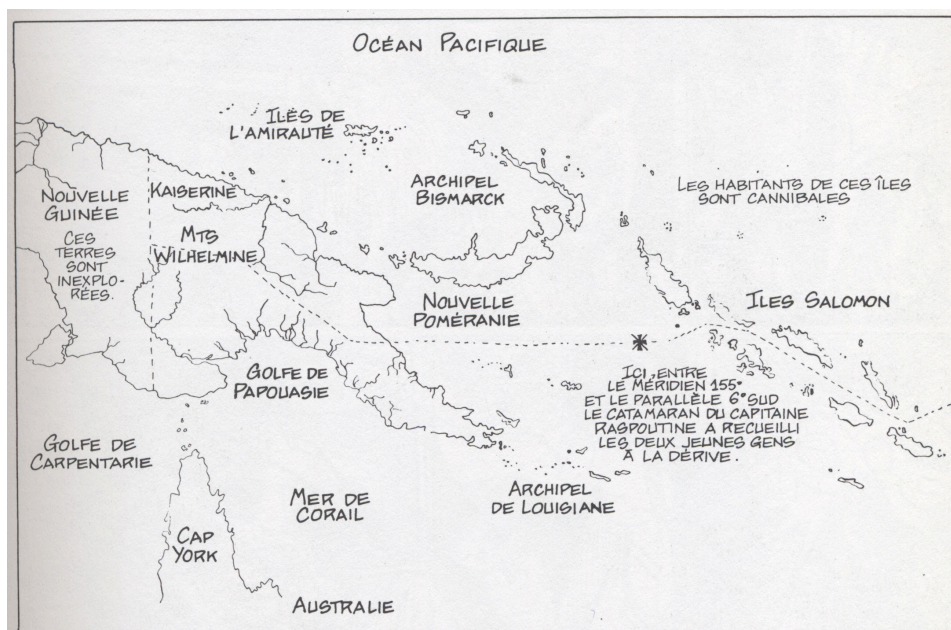 OCÉAN PACIFIQUE
ILES DE
L'AMIRAUTÉ
NOUVELLE
GUINÉE
CES
TERRES
SONT
INEXPLO-
RÉES.
KAISERINE
MTS
WILHELMINE
ARCHIPEL
BISMARCK
LES HABITANTS DE CES ÎLES
SONT CANNIBALES
NOUVELLE
POMÉRANIE
ILES SALOMON
GOLFE DE
PAPOUASIE
ICI, ENTRE
LE MÉRIDIEN 155°
ET LE PARALLÈLE 6° SUD
LE CATAMARAN DU CAPITAINE
RASPOUTINE A RECUEILLI
LES DEUX JEUNES GENS
À LA DÉRIVE.
GOLFE DE
CARPENTARIE
MER DE
CORAIL
ARCHIPEL
DE LOUISIANE
CAP
YORK
AUSTRALIE